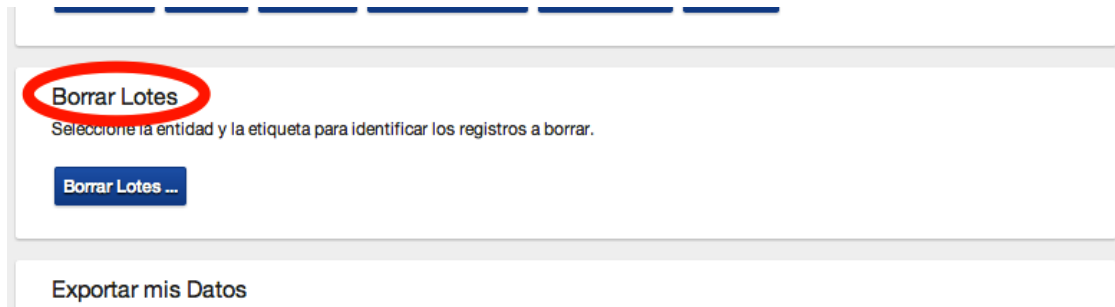 Borrar Lotes
Seleccione la entidad y la etiqueta para identificar los registros a borrar.
Borrar Lotes ...
Exportar mis Datos